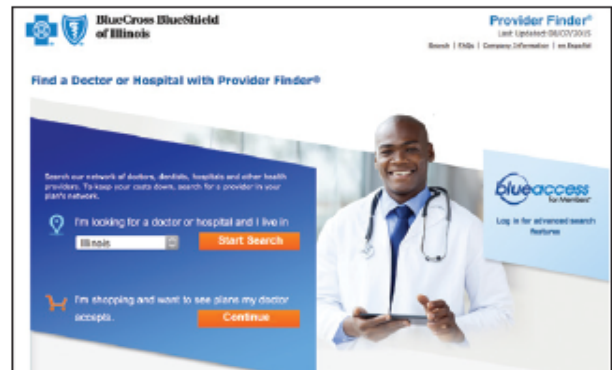 BlueCross BlueShield
of Illinois
Provider Finder®
Last Updated: 08/07/2015
Search | FAQs | Company Information | en Español
Find a Doctor or Hospital with Provider Finder®
Search our network of doctors, dentists, hospitals and other health
providers. To keep your costs down, search for a provider in your
plan's network.
I'm looking for a doctor or hospital and I live in
Illinois
Start Search
I'm shopping and want to see plans my doctor
accepts.
Continue
blueaccess
for Members℠
Log in for advanced search
features